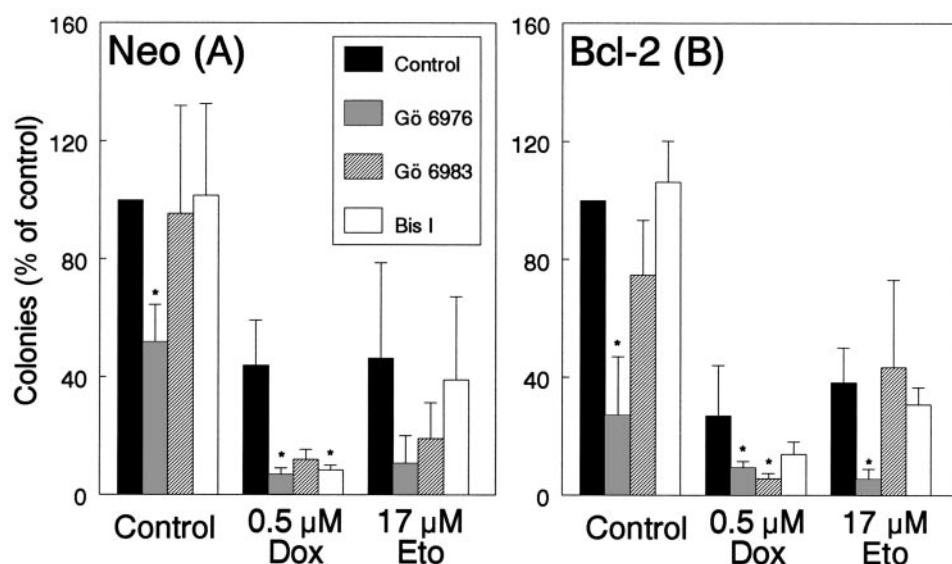 Colonies (% of control)
160
120
80
40
0
Neo (A)
Control
Gö 6976
Gö 6983
Bis I
*
*
*
Control
0.5 µM
Dox
17 µM
Eto
160
120
80
40
0
Bcl-2 (B)
*
*
*
*
Control
0.5 µM
Dox
17 µM
Eto